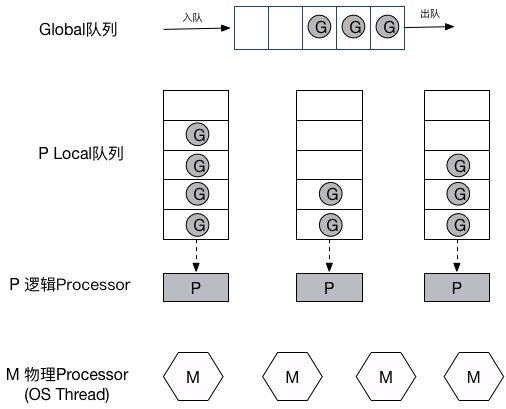 Global队列
入队
G G G
出队
P Local队列
G
G G
G G G
G G G
P 逻辑Processor
P P P
M 物理Processor
(OS Thread)
M M M M